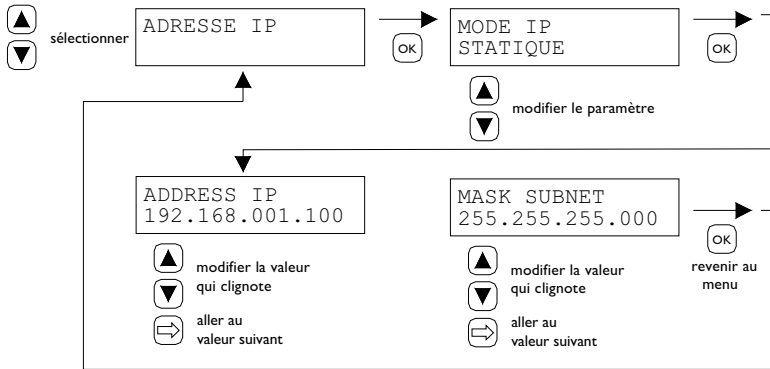 sélectionner
ADRESSE IP
OK
MODE IP
STATIQUE
OK
modifier le paramètre
ADDRESS IP
192.168.001.100
MASK SUBNET
255.255.255.000
OK
revenir au
menu
modifier la valeur
qui clignote
aller au
valeur suivant
modifier la valeur
qui clignote
aller au
valeur suivant